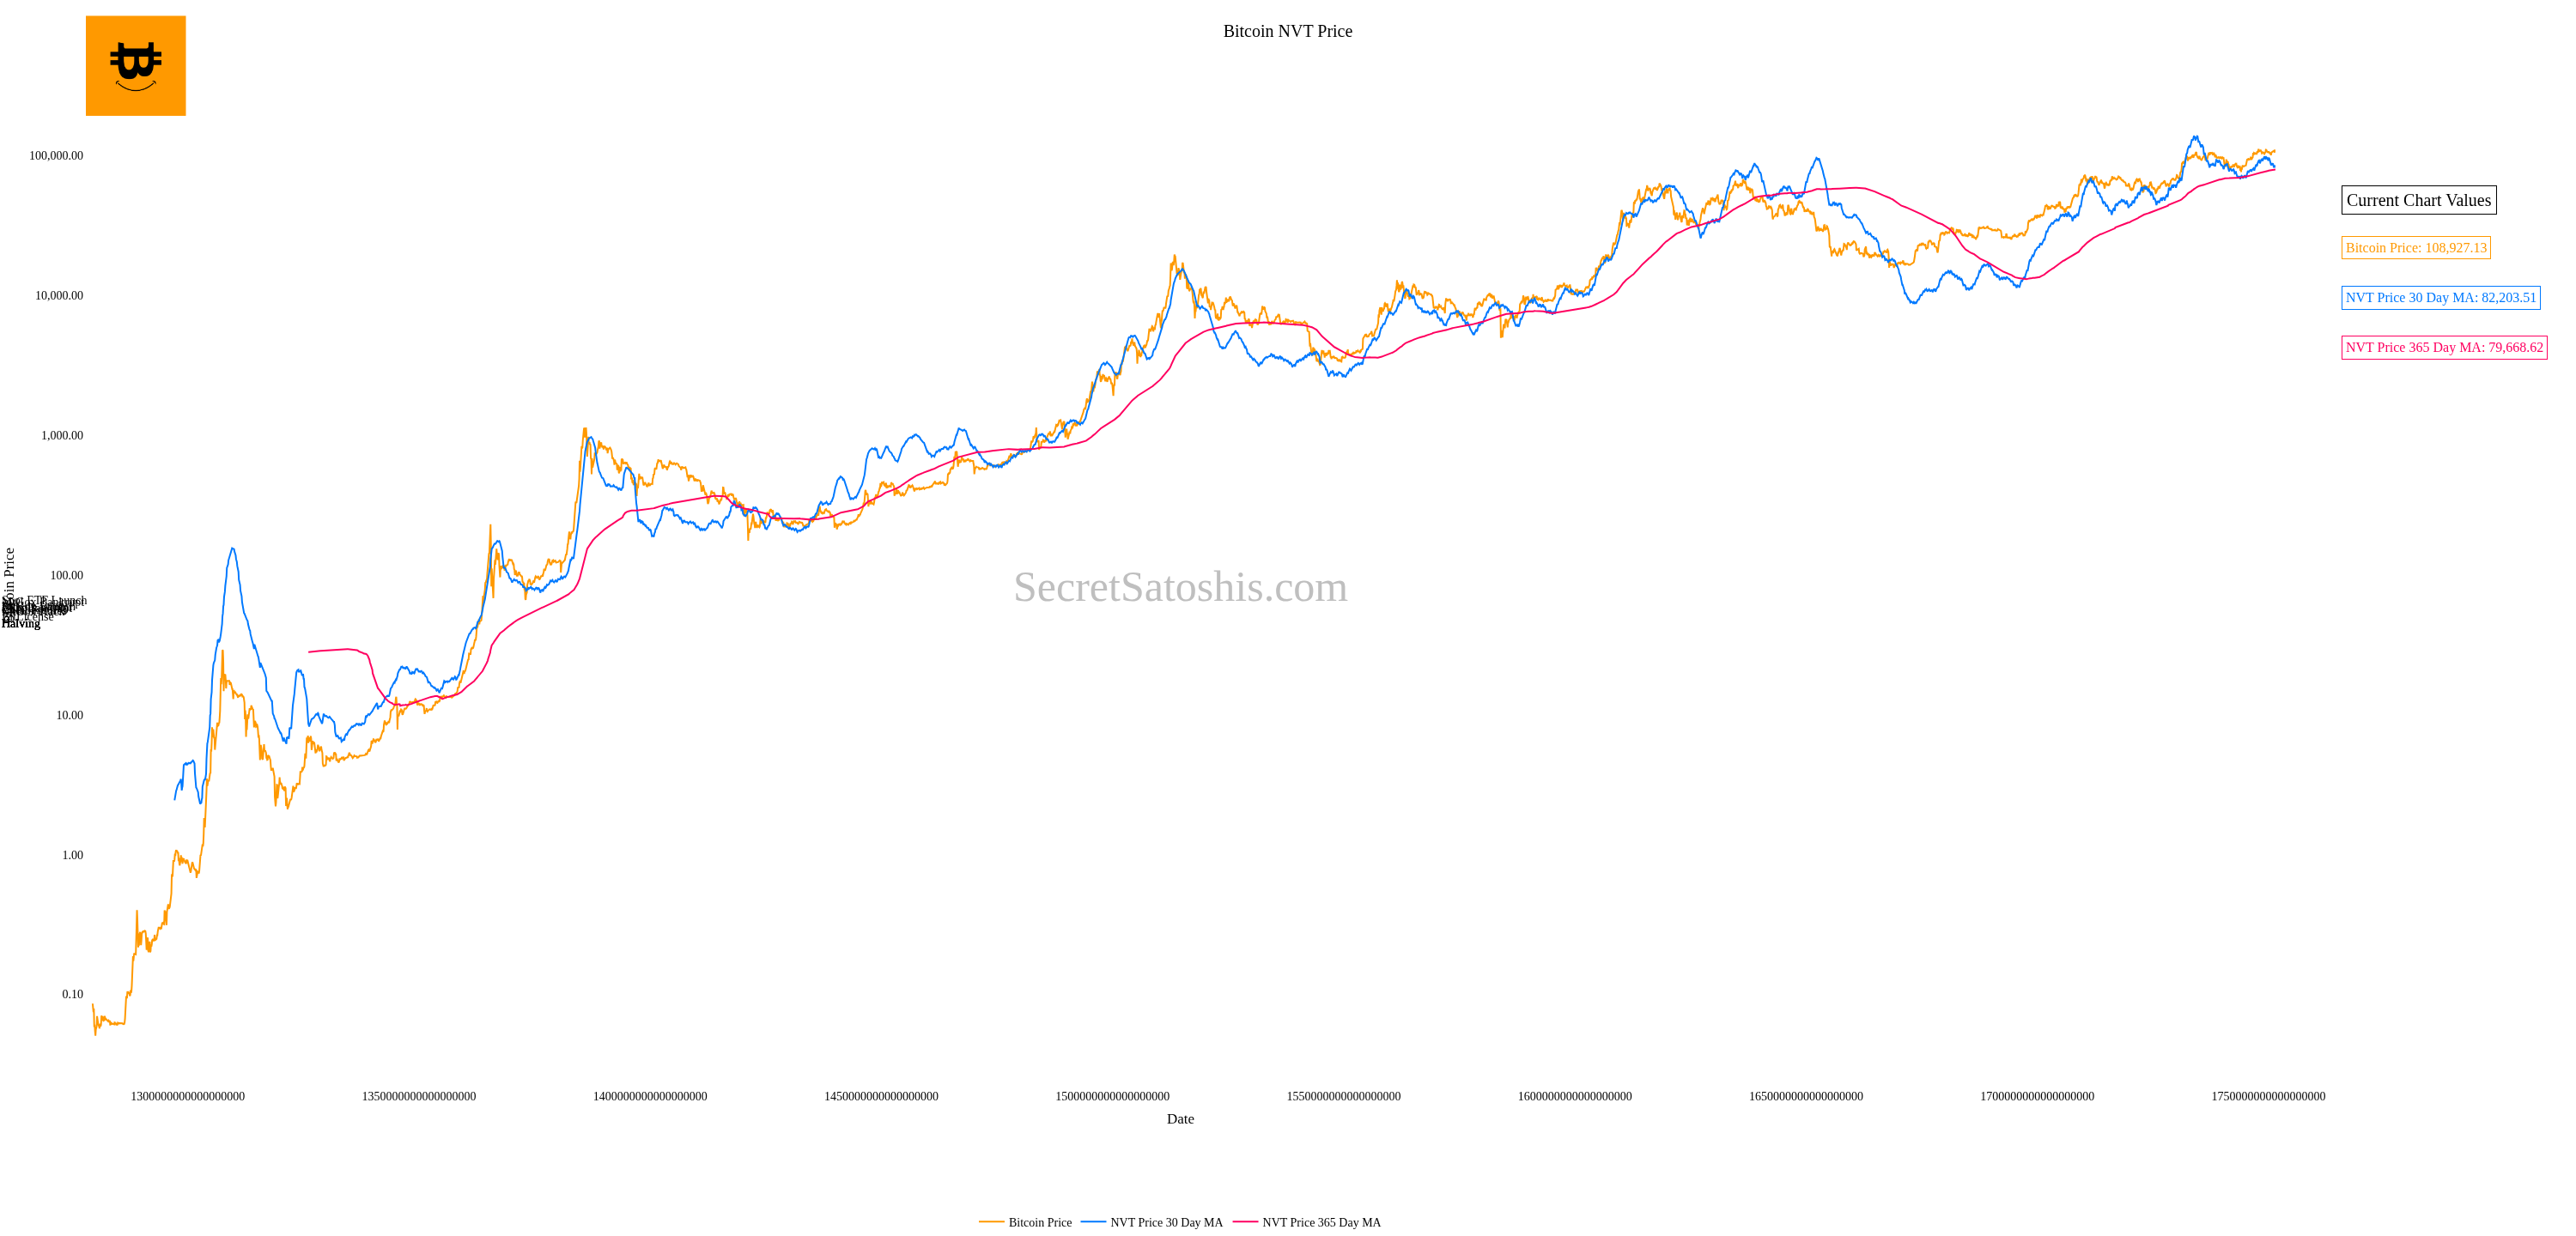 Bitcoin NVT Price
100,000.00
10,000.00
1,000.00
100.00
10.00
1.00
0.10
Price
Halving
SecretSatoshis.com
Current Chart Values
Bitcoin Price: 108,927.13
NVT Price 30 Day MA: 82,203.51
NVT Price 365 Day MA: 79,668.62
1300000000000000000
1350000000000000000
1400000000000000000
1450000000000000000
1500000000000000000
1550000000000000000
1600000000000000000
1650000000000000000
1700000000000000000
1750000000000000000
Date
Bitcoin Price
NVT Price 30 Day MA
NVT Price 365 Day MA